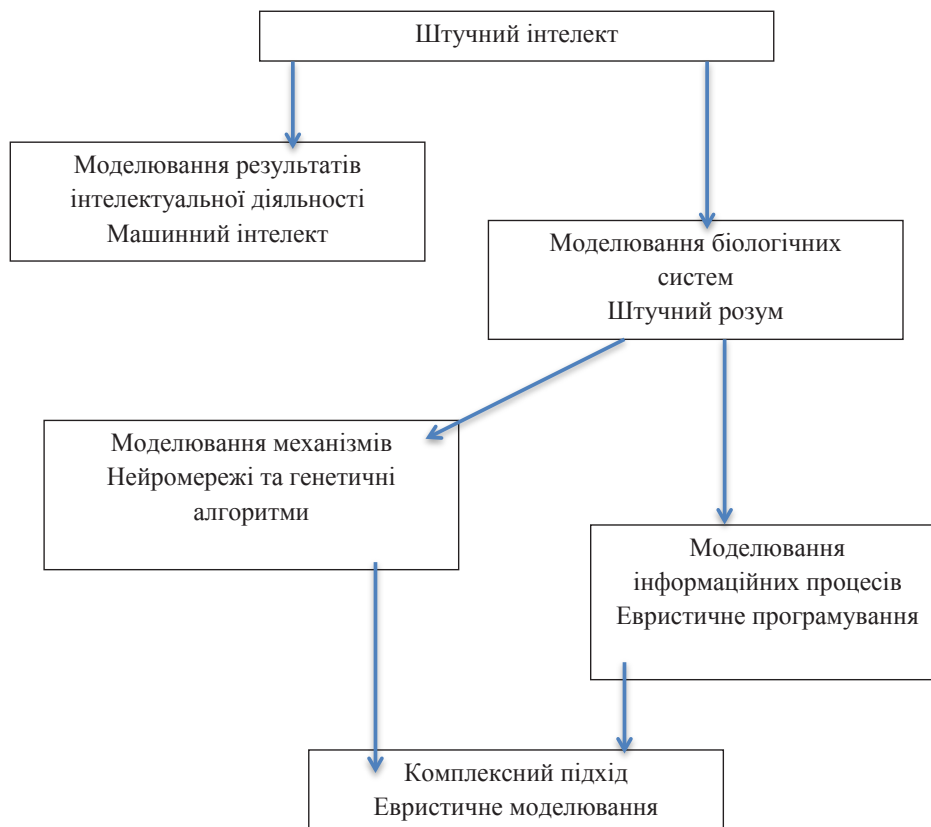 Штучний інтелект
Моделювання результатів
інтелектуальної діяльності
Машинний інтелект
Моделювання біологічних
систем
Штучний розум
Моделювання механізмів
Нейромережі та генетичні
алгоритми
Моделювання
інформаційних процесів
Евристичне програмування
Комплексний підхід
Евристичне моделювання